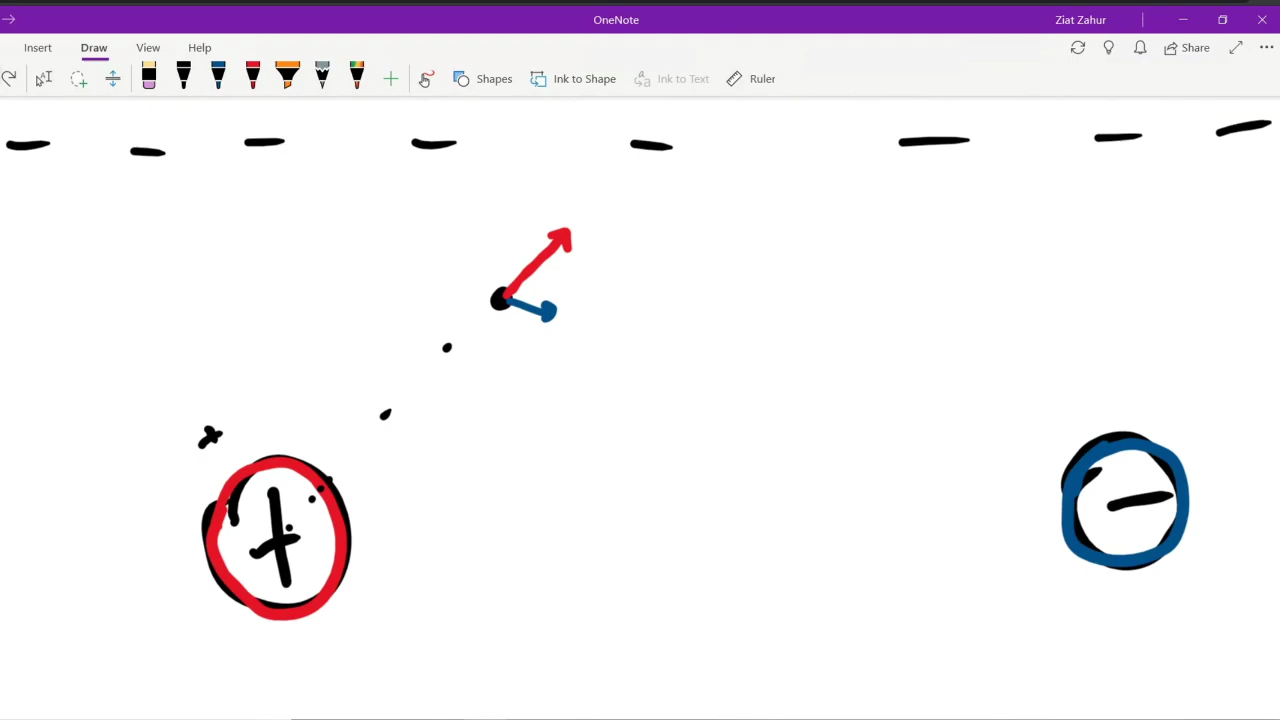 OneNote
Ziat Zahur
Insert Draw View Help
Share
Shapes Ink to Shape Ink to Text Ruler
+
-